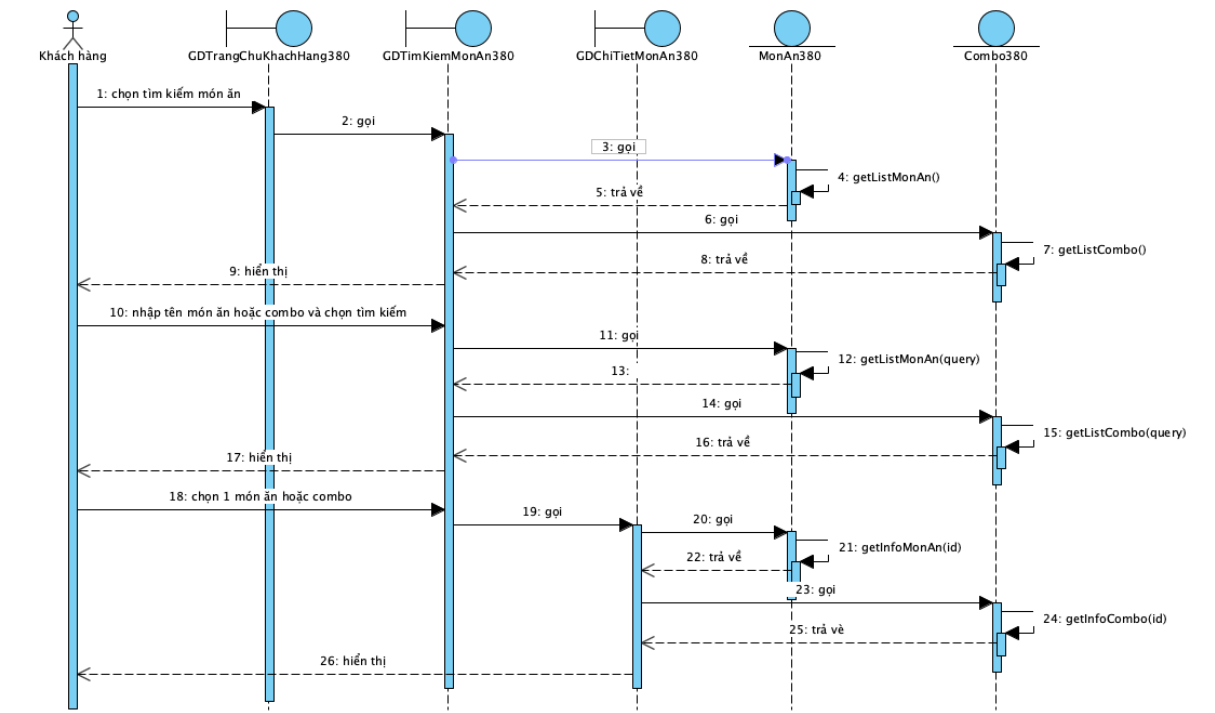 Khách hàng
GDTrangChuKhachHang380
GDTimKiemMonAn380
GDChiTietMonAn380
MonAn380
Combo380
1: chọn tìm kiếm món ăn
2: gọi
3: gọi
4: getListMonAn()
5: trả về
6: gọi
7: getListCombo()
8: trả về
9: hiển thị
10: nhập tên món ăn hoặc combo và chọn tìm kiếm
11: gọi
12: getListMonAn(query)
13:
14: gọi
15: getListCombo(query)
16: trả về
17: hiển thị
18: chọn 1 món ăn hoặc combo
19: gọi
20: gọi
21: getInfoMonAn(id)
22: trả về
23: gọi
24: getInfoCombo(id)
25: trả vè
26: hiển thị